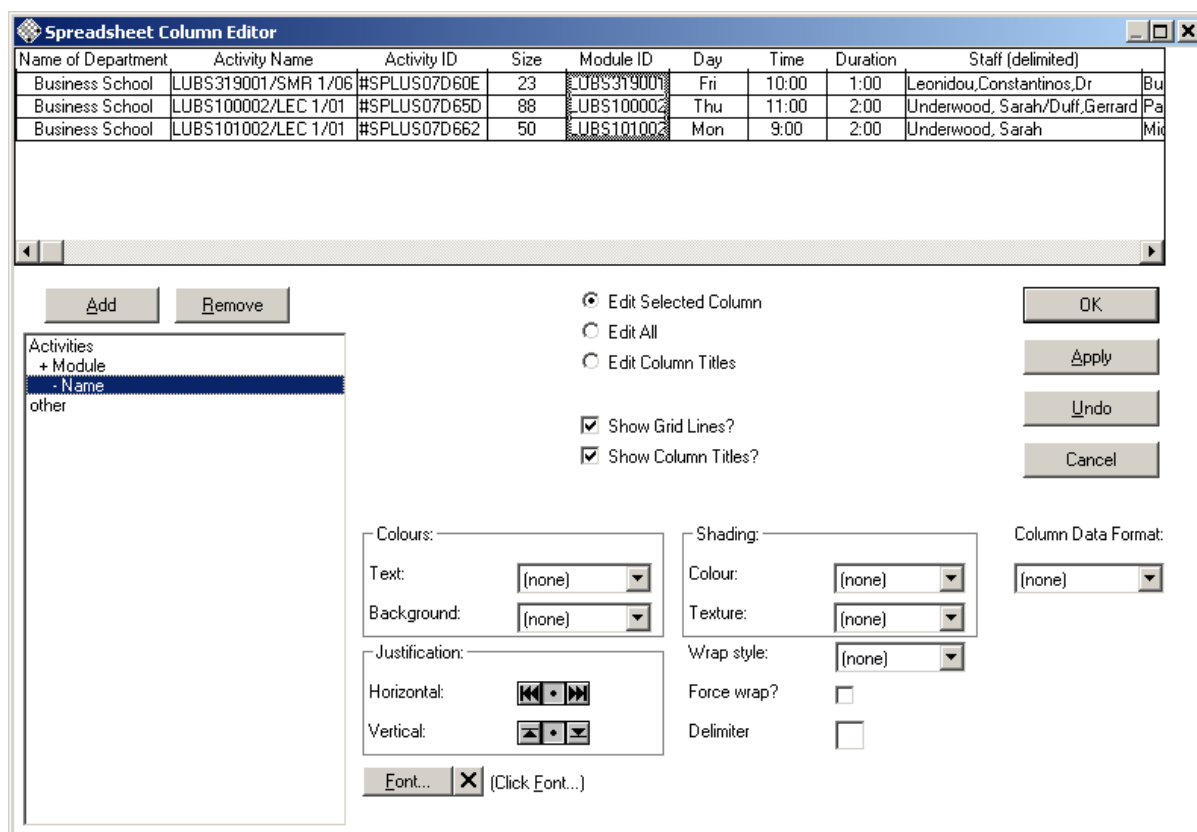 Spreadsheet Column Editor
Name of Department Activity Name Activity ID Size Module ID Day Time Duration Staff (delimited)
Business School LUBS319001/SMR 1/06 #SPLUS07D60E 23 LUBS319001 Fri 10:00 1:00 Leonidou,Constantinos,Dr Bu
Business School LUBS100002/LEC 1/01 #SPLUS07D65D 88 LUBS100002 Thu 11:00 2:00 Underwood, Sarah/Duff,Gerrard Pa
Business School LUBS101002/LEC 1/01 #SPLUS07D662 50 LUBS101002 Mon 9:00 2:00 Underwood, Sarah Mic
Add Remove
Activities
+ Module
- Name
other
Edit Selected Column
Edit All
Edit Column Titles
Show Grid Lines?
Show Column Titles?
OK
Apply
Undo
Cancel
Colours:
Text: (none)
Background: (none)
Shading:
Colour: (none)
Texture: (none)
Column Data Format:
(none)
Justification:
Horizontal:
Vertical:
Wrap style: (none)
Force wrap?
Delimiter
Font... (Click Font...)